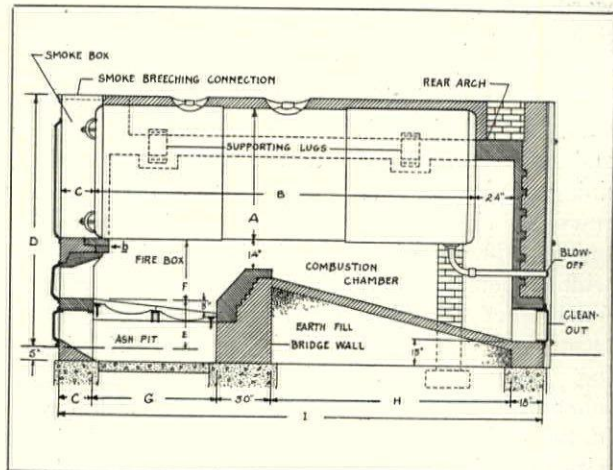 SMOKE BOX
SMOKE BREECHING CONNECTION
REAR ARCH
SUPPORTING LUGS
C
B
24"
A
D
b
14"
FIRE BOX
F
COMBUSTION
CHAMBER
BLOW-
OFF
CLEAN-
OUT
ASH PIT
E
EARTH FILL
BRIDGE WALL
5"
C
G
30"
H
18"
I